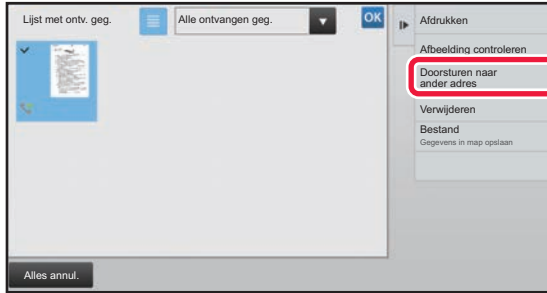 Lijst met ontv. geg.
Alle ontvangen geg.
OK
Afdrukken
Afbeelding controleren
Doorsturen naar
ander adres
Verwijderen
Bestand
Gegevens in map opslaan
Alles annul.